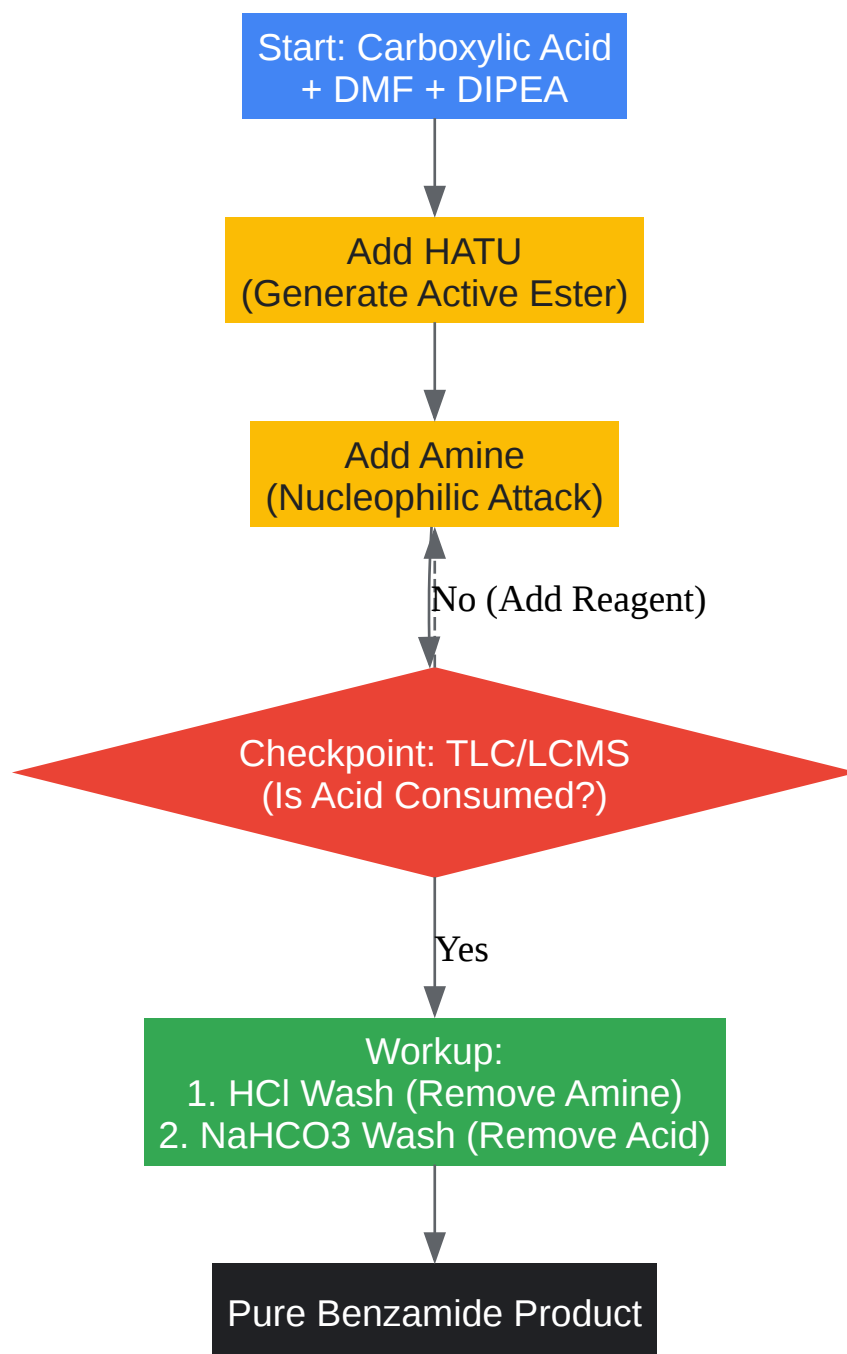 Start: Carboxylic Acid
+ DMF + DIPEA
Add HATU
(Generate Active Ester)
Add Amine
(Nucleophilic Attack)
No (Add Reagent)
Checkpoint: TLC/LCMS
(Is Acid Consumed?)
Yes
Workup:
1. HCl Wash (Remove Amine)
2. NaHCO3 Wash (Remove Acid)
Pure Benzamide Product